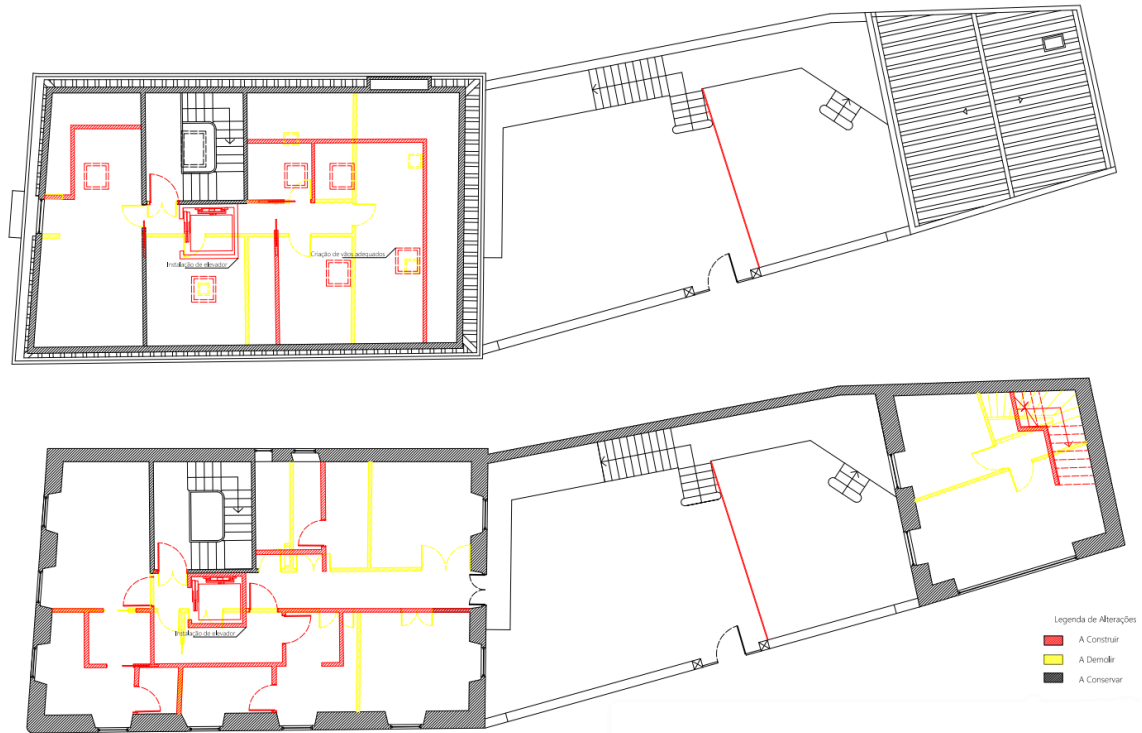 Criação de vãos adequados
Instalação de elevador
Instalação de elevador
Legenda de Alterações
A Construir
A Demolir
A Conservar